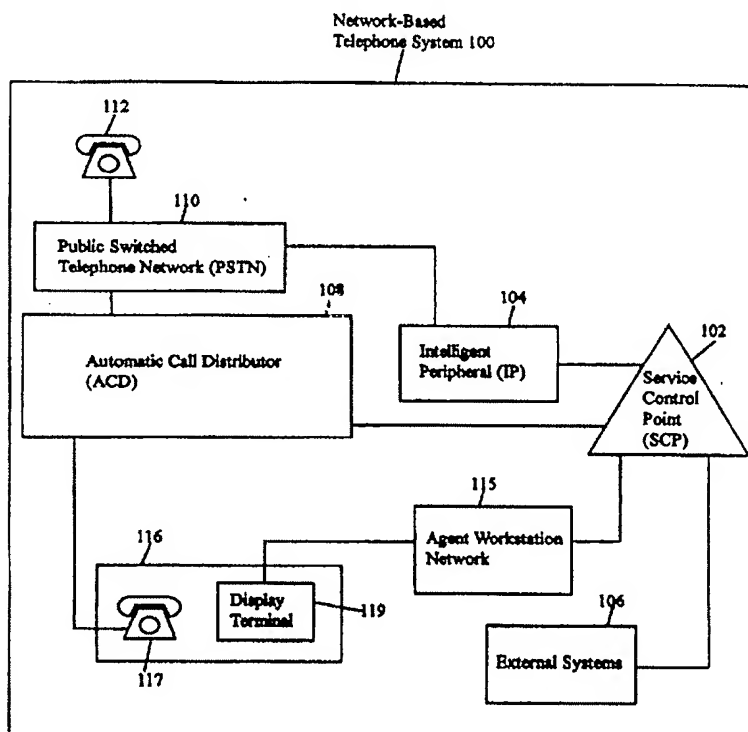 Network-Based
Telephone System 100
112
110
Public Switched
Telephone Network (PSTN)
108
Automatic Call Distributor
(ACD)
104
Intelligent
Peripheral (IP)
102
Service
Control
Point
(SCP)
115
Agent Workstation
Network
116
Display
Terminal
119
117
106
External Systems